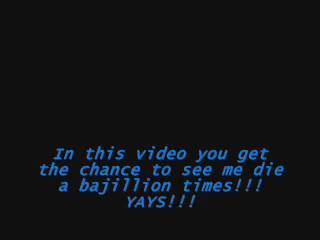 In this video you get
the chance to see me die
a bajillion times!!!
YAYS!!!